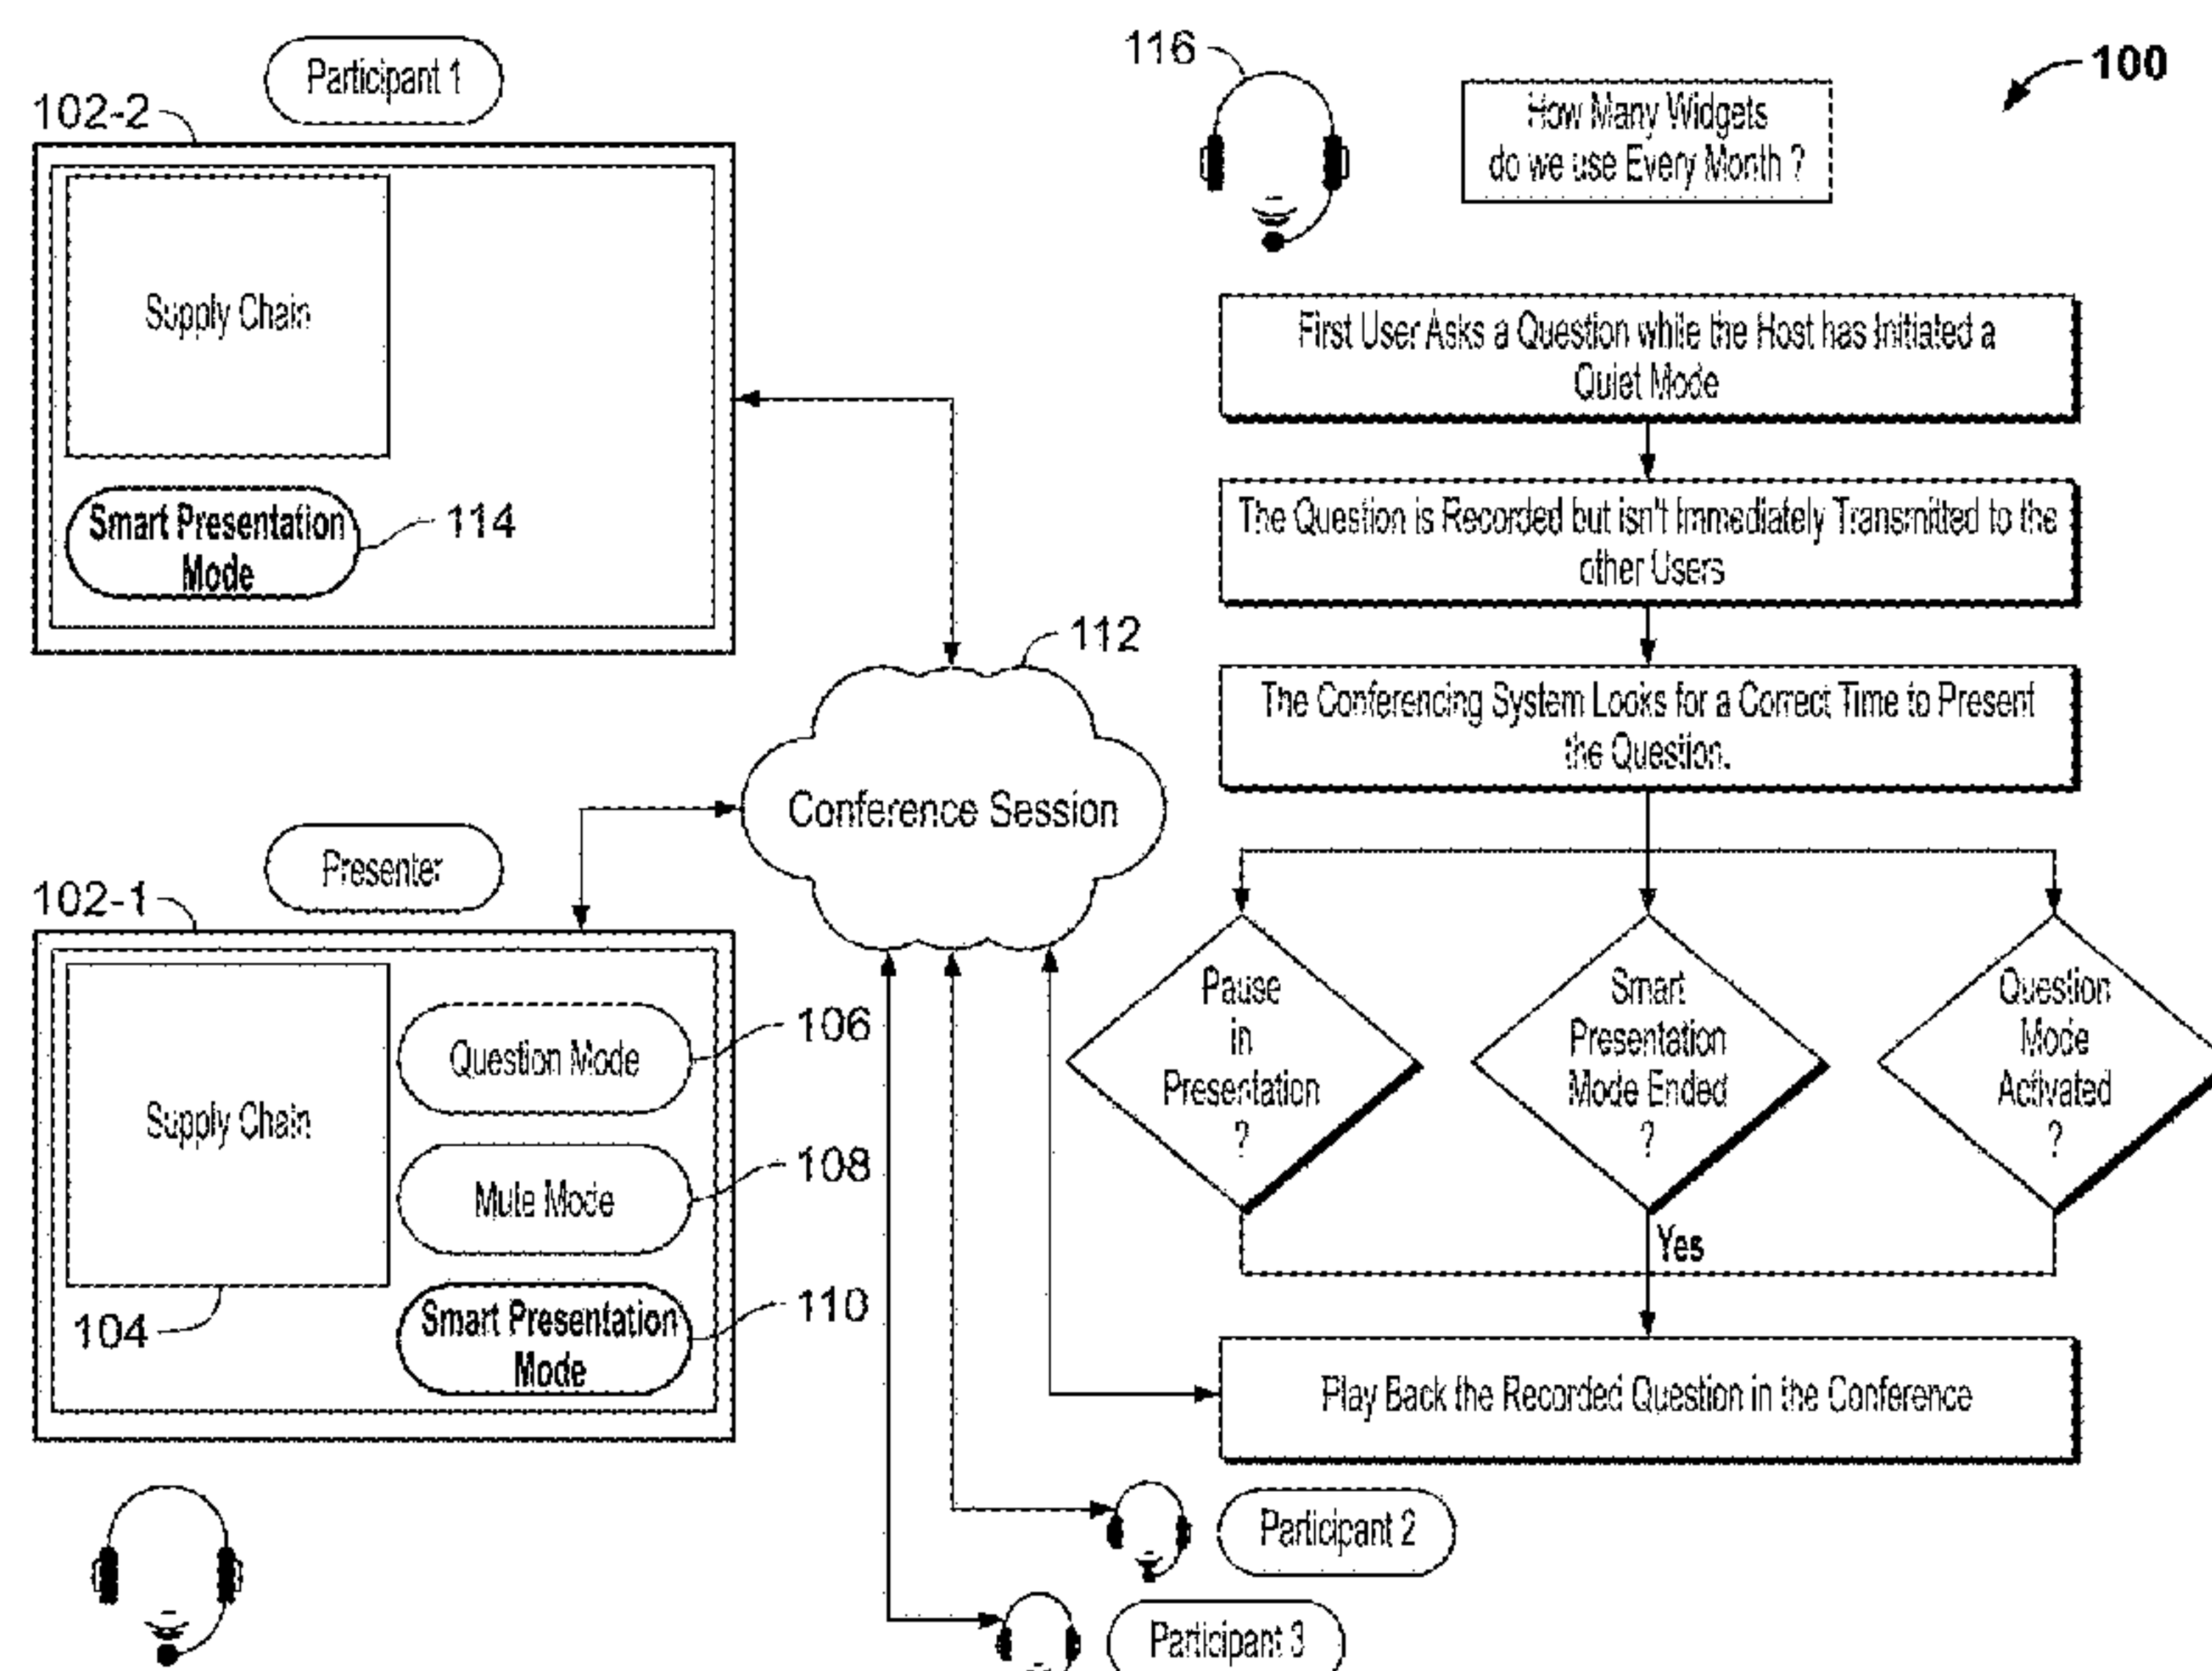 Participant 1
102-2
Supply Chain
Smart Presentation
Mode
114
116
How Many Widgets
do we use Every Month ?
100
First User Asks a Question while the Host has Initiated a
Quiet Mode
The Question is Recorded but isn't Immediately Transmitted to the
other Users
The Conferencing System Looks for a Correct Time to Present
the Question.
112
Conference Session
Presenter
102-1
Supply Chain
104
Question Mode
106
Mute Mode
108
Smart Presentation
Mode
110
Pause
in
Presentation
?
Smart
Presentation
Mode Ended
?
Question
Mode
Activated
?
Yes
Play Back the Recorded Question in the Conference
Participant 2
Participant 3